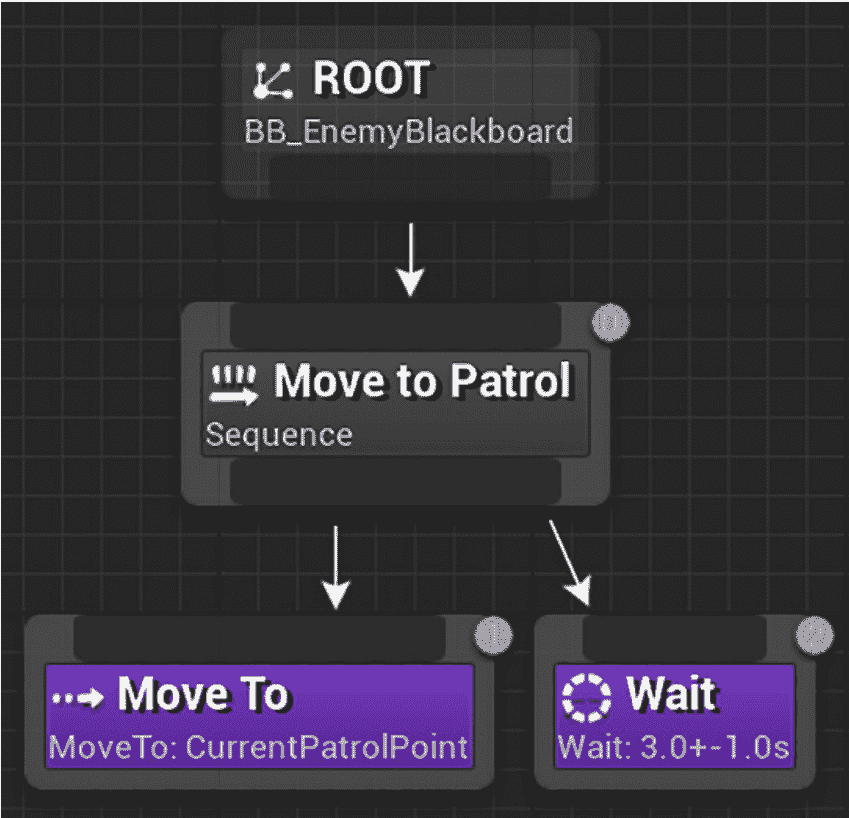 ROOT
BB_EnemyBlackboard
Move to Patrol
Sequence
Move To
MoveTo: CurrentPatrolPoint
Wait
Wait: 3.0+-1.0s